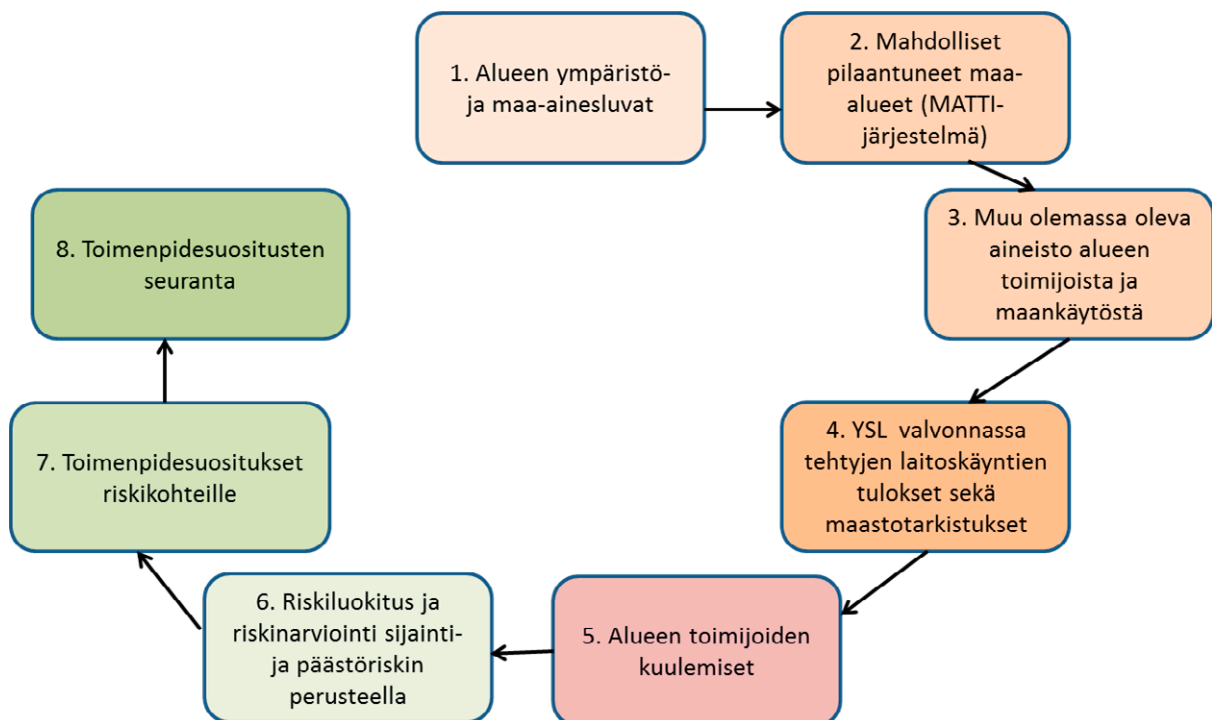 1. Alueen ympäristö-
ja maa-ainesluvat
2. Mahdolliset
pilaantuneet maa-
alueet (MATTI-
järjestelmä)
3. Muu olemassa oleva
aineisto alueen
toimijoista ja
maankäytöstä
4. YSL valvonnassa
tehtyjen laitoskäyntien
tulokset sekä
maastotarkistukset
5. Alueen toimijoiden
kuulemiset
6. Riskiluokitus ja
riskinarviointi sijainti-
ja päästöriskin
perusteella
7. Toimenpidesuositukset
riskikohteille
8. Toimenpidesuositusten
seuranta